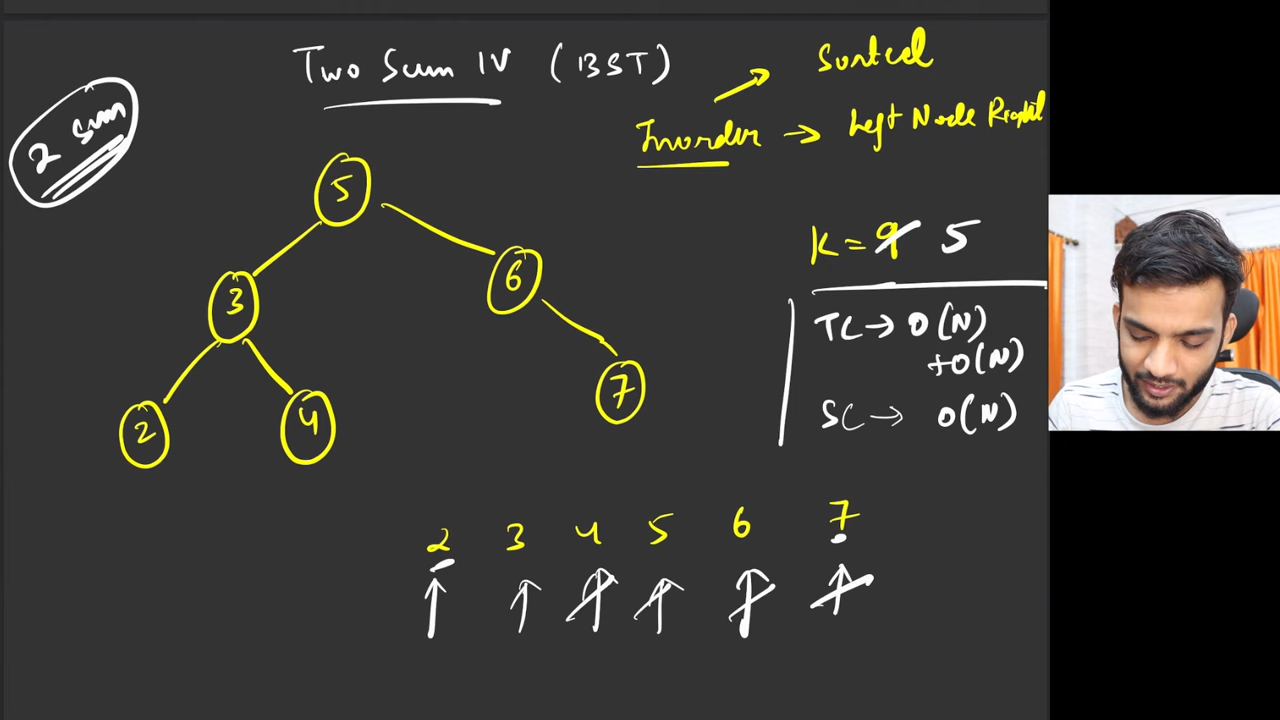 Two Sum IV (BST)
Sorted
Inorder → Left Node Right
2 Sum
5
3
6
2
4
7
K = 9 5
TC → O(N)
+O(N)
SC → O(N)
2 3 4 5 6 7